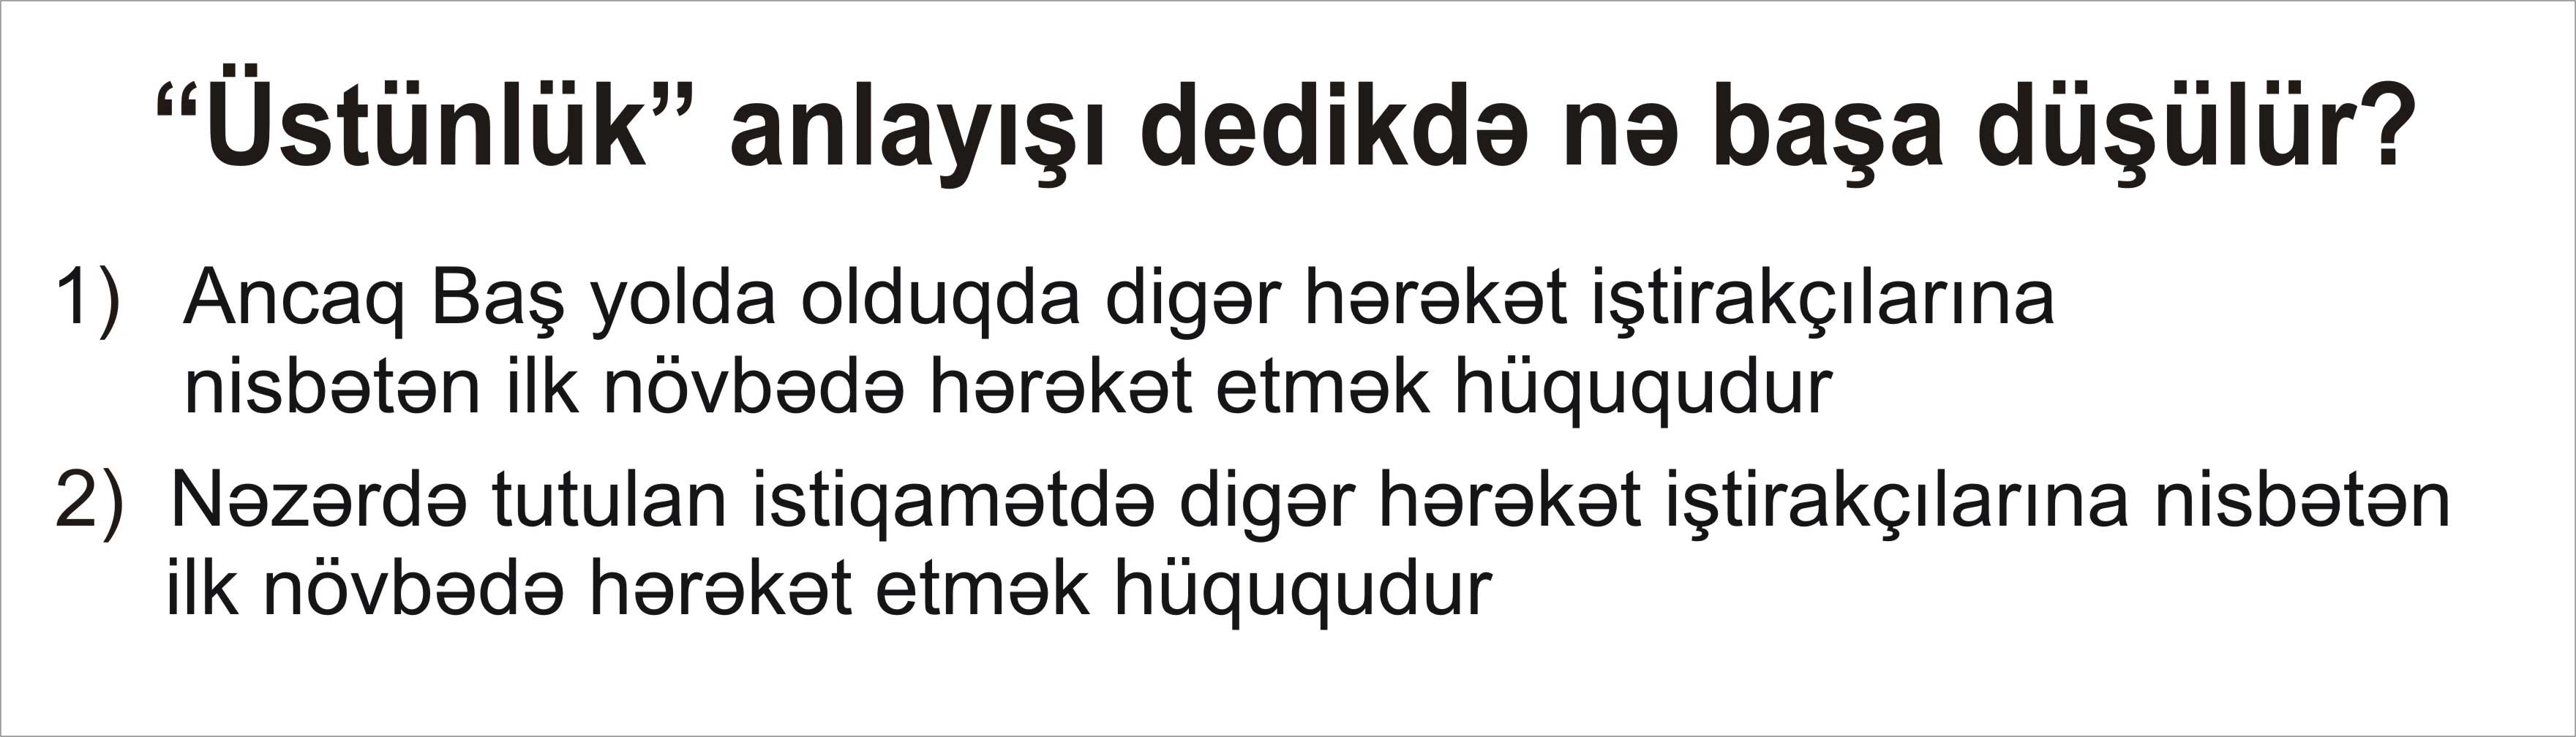 “Üstünlük” anlayışı dedikdə nə başa düşülür?
1) Ancaq Baş yolda olduqda digər hərəkət iştirakçılarına
nisbətən ilk növbədə hərəkət etmək hüququdur
2) Nəzərdə tutulan istiqamətdə digər hərəkət iştirakçılarına nisbətən
ilk növbədə hərəkət etmək hüququdur